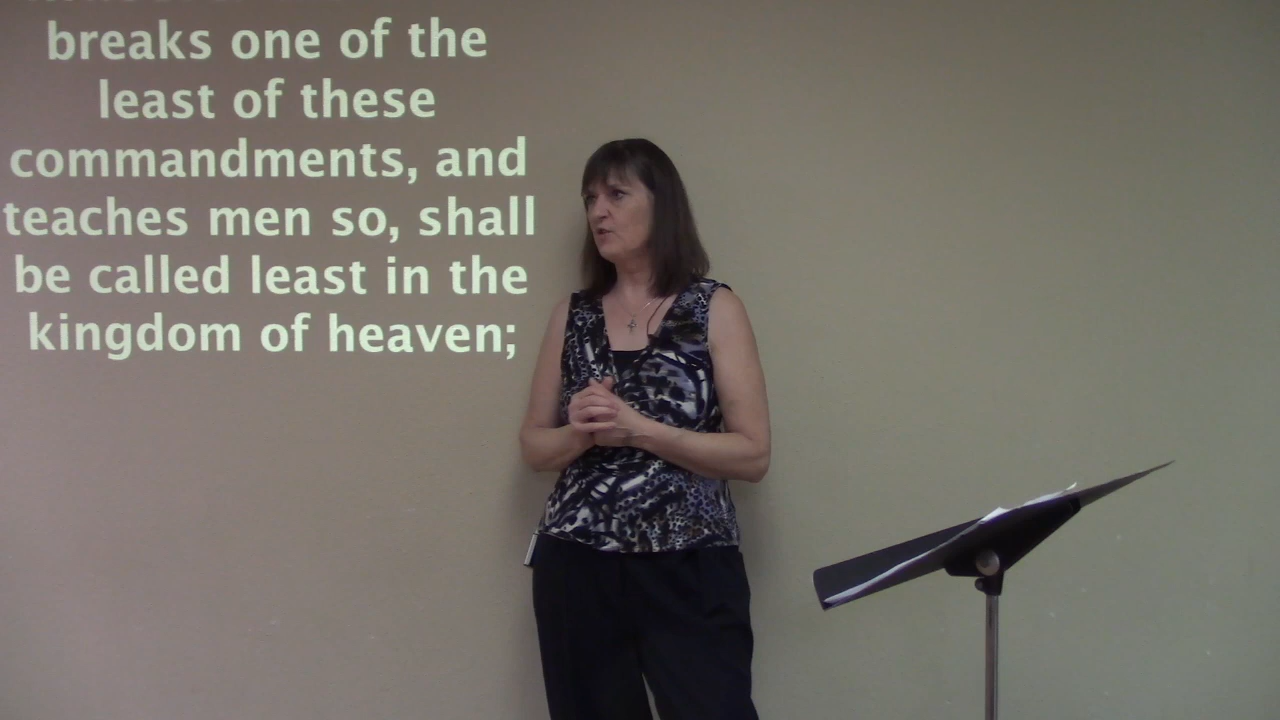 breaks one of the
least of these
commandments, and
teaches men so, shall
be called least in the
kingdom of heaven;